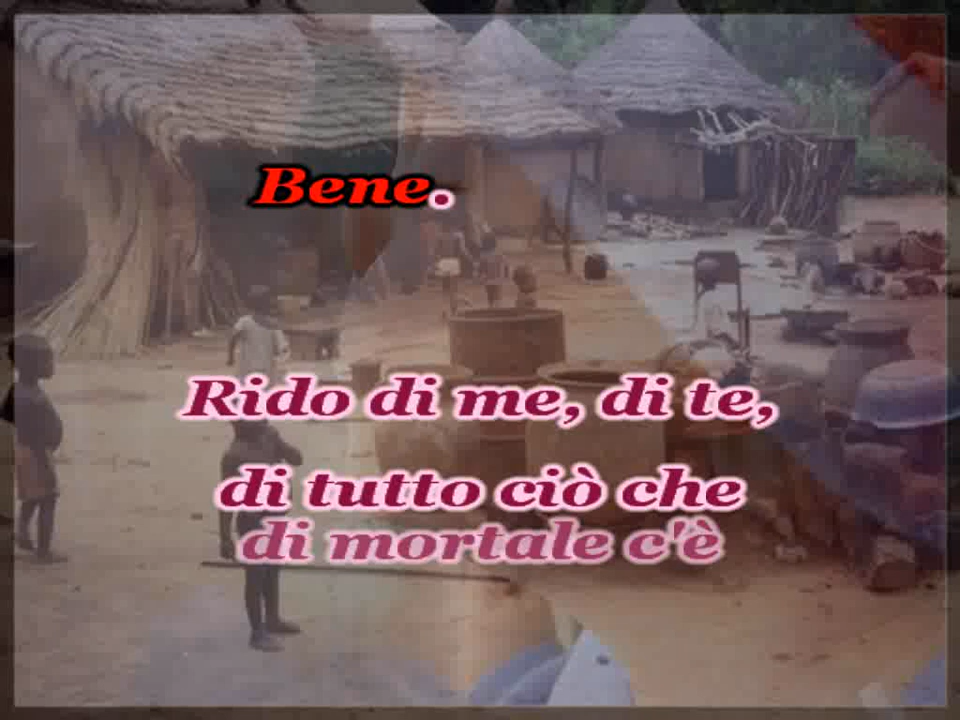 Bene.
Rido di me, di te,
di tutto ciò che
di mortale c'è